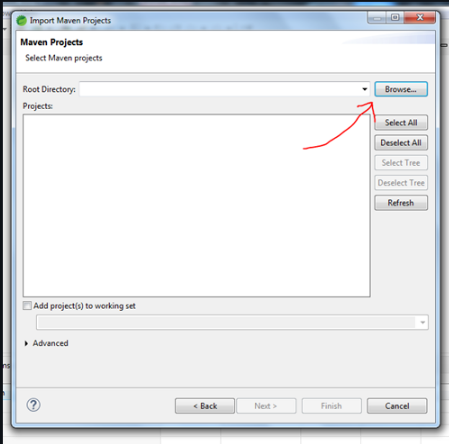 Import Maven Projects
Maven Projects
Select Maven projects
Root Directory:
Browse...
Projects:
Select All
Deselect All
Select Tree
Deselect Tree
Refresh
Add project(s) to working set
Advanced
?
< Back
Next >
Finish
Cancel